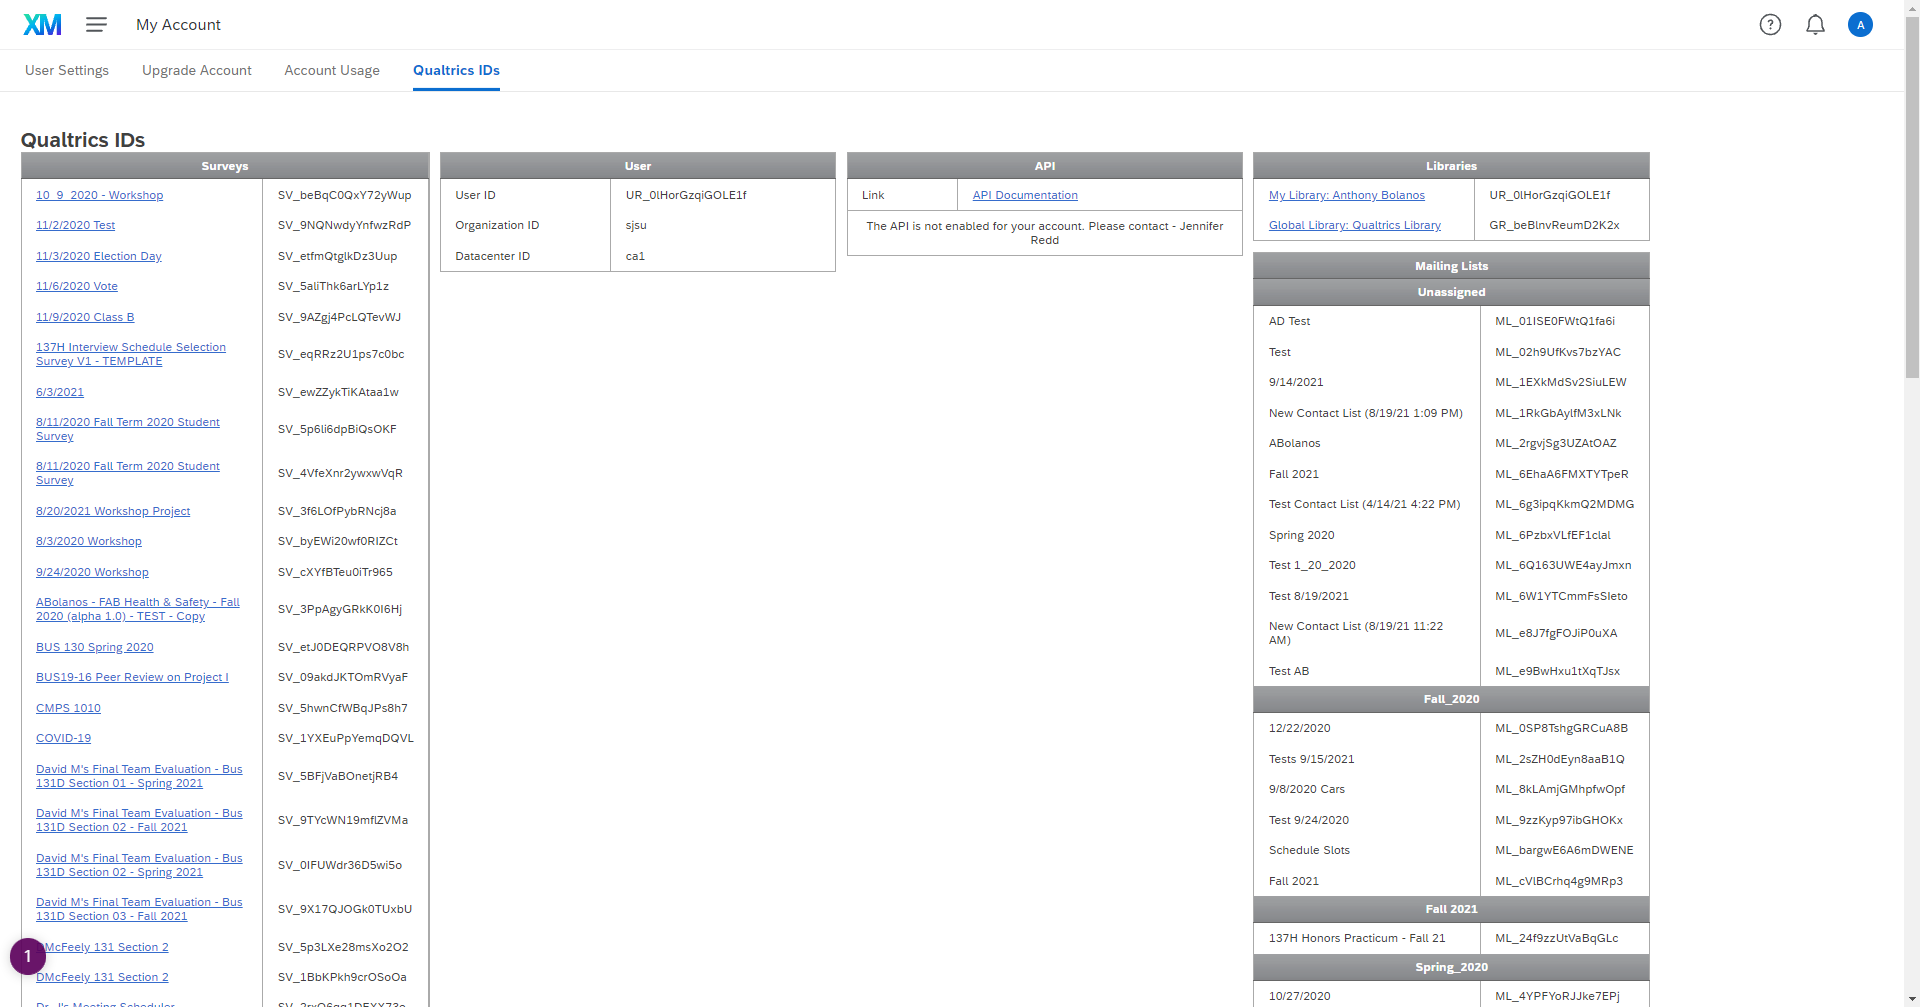 XM
My Account
?
A
User Settings
Upgrade Account
Account Usage
Qualtrics IDs
Qualtrics IDs
Surveys
10_9_2020 - Workshop SV_beBqC0QxY72yWup
11/2/2020 Test SV_9NQNwdyYnfwzRdP
11/3/2020 Election Day SV_etfmQtglkDz3Uup
11/6/2020 Vote SV_5aliThk6arLYp1z
11/9/2020 Class B SV_9AZgj4PcLQTevWJ
137H Interview Schedule Selection
Survey V1 - TEMPLATE SV_eqRRz2U1ps7c0bc
6/3/2021 SV_ewZZykTiKAtaa1w
8/11/2020 Fall Term 2020 Student
Survey SV_5p6li6dpBiQsOKF
8/11/2020 Fall Term 2020 Student
Survey SV_4VfeXnr2ywxwVqR
8/20/2021 Workshop Project SV_3f6LOfPybRNcj8a
8/3/2020 Workshop SV_byEWi20wf0RIZCt
9/24/2020 Workshop SV_cXYfBTeu0iTr965
ABolanos - FAB Health & Safety - Fall
2020 (alpha 1.0) - TEST - Copy SV_3PpAgyGRkK0I6Hj
BUS 130 Spring 2020 SV_etJ0DEQRPVO8V8h
BUS19-16 Peer Review on Project I SV_09akdJKTOmRVyaF
CMPS 1010 SV_5hwnCfWBqJPs8h7
COVID-19 SV_1YXEuPpYemqDQVL
David M's Final Team Evaluation - Bus
131D Section 01 - Spring 2021 SV_5BFjVaBOnetjRB4
David M's Final Team Evaluation - Bus
131D Section 02 - Fall 2021 SV_9TYcWN19mflZVMa
David M's Final Team Evaluation - Bus
131D Section 02 - Spring 2021 SV_0IFUWdr36D5wi5o
David M's Final Team Evaluation - Bus
131D Section 03 - Fall 2021 SV_9X17QJOGk0TUxbU
McFeely 131 Section 2 SV_5p3LXe28msXo2O2
DMcFeely 131 Section 2 SV_1BbKPkh9crOSoOa
1
User
User ID UR_0lHorGzqiGOLE1f
Organization ID sjsu
Datacenter ID ca1
API
Link API Documentation
The API is not enabled for your account. Please contact - Jennifer
Redd
Libraries
My Library: Anthony Bolanos UR_0lHorGzqiGOLE1f
Global Library: Qualtrics Library GR_beBlnvReumD2K2x
Mailing Lists
Unassigned
AD Test ML_01ISE0FWtQ1fa6i
Test ML_02h9UfKvs7bzYAC
9/14/2021 ML_1EXkMdSv2SiuLEW
New Contact List (8/19/21 1:09 PM) ML_1RkGbAylfM3xLNk
ABolanos ML_2rgvjSg3UZAtOAZ
Fall 2021 ML_6EhaA6FMXTYTpeR
Test Contact List (4/14/21 4:22 PM) ML_6g3ipqKkmQ2MDMG
Spring 2020 ML_6PzbxVLfEF1clal
Test 1_20_2020 ML_6Q163UWE4ayJmxn
Test 8/19/2021 ML_6W1YTCmmFsSIeto
New Contact List (8/19/21 11:22
AM) ML_e8J7fgFOJiP0uXA
Test AB ML_e9BwHxu1tXqTJsx
Fall_2020
12/22/2020 ML_0SP8TshgGRCuA8B
Tests 9/15/2021 ML_2sZH0dEyn8aaB1Q
9/8/2020 Cars ML_8kLAmjGMhpfwOpf
Test 9/24/2020 ML_9zzKyp97ibGHOKx
Schedule Slots ML_bargwE6A6mDWENE
Fall 2021 ML_cVlBCrhq4g9MRp3
Fall 2021
137H Honors Practicum - Fall 21 ML_24f9zzUtVaBqGLc
Spring_2020
10/27/2020 ML_4YPFYoRJJke7EPj